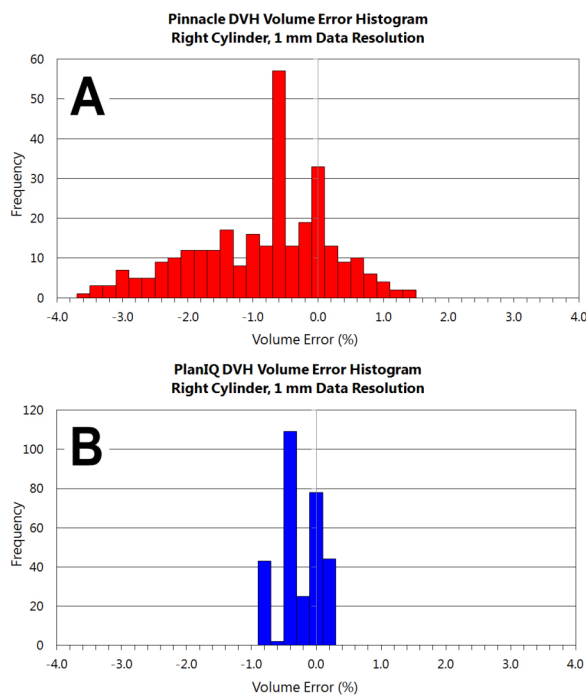 Pinnacle DVH Volume Error Histogram
Right Cylinder, 1 mm Data Resolution
A
Frequency
60
50
40
30
20
10
0
-4.0 -3.0 -2.0 -1.0 0.0 1.0 2.0 3.0 4.0
Volume Error (%)
PlanIQ DVH Volume Error Histogram
Right Cylinder, 1 mm Data Resolution
B
Frequency
120
100
80
60
40
20
0
-4.0 -3.0 -2.0 -1.0 0.0 1.0 2.0 3.0 4.0
Volume Error (%)